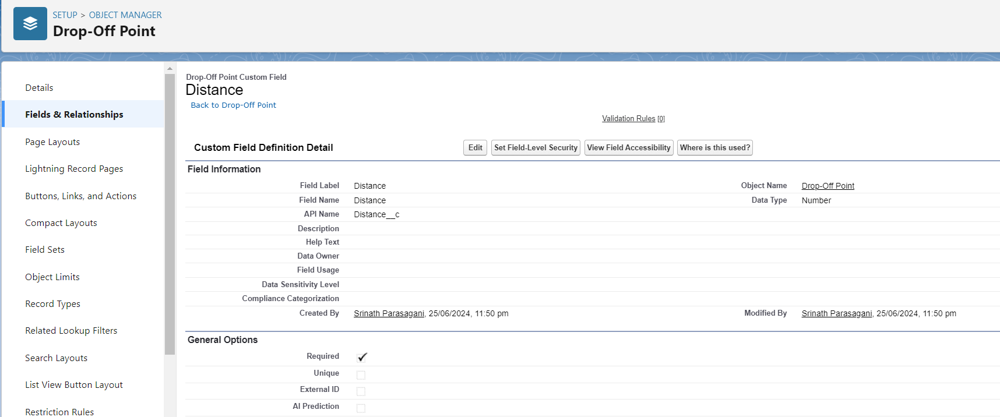 SETUP > OBJECT MANAGER
Drop-Off Point
Details
Fields & Relationships
Page Layouts
Lightning Record Pages
Buttons, Links, and Actions
Compact Layouts
Field Sets
Object Limits
Record Types
Related Lookup Filters
Search Layouts
List View Button Layout
Restriction Rules
Drop-Off Point Custom Field
Distance
Back to Drop-Off Point
Validation Rules [0]
Custom Field Definition Detail Edit Set Field-Level Security View Field Accessibility Where is this used?
Field Information
Field Label Distance Object Name Drop-Off Point
Field Name Distance Data Type Number
API Name Distance__c
Description
Help Text
Data Owner
Field Usage
Data Sensitivity Level
Compliance Categorization
Created By Srinath Parasagani, 25/06/2024, 11:50 pm Modified By Srinath Parasagani, 25/06/2024, 11:50 pm
General Options
Required
Unique
External ID
AI Prediction